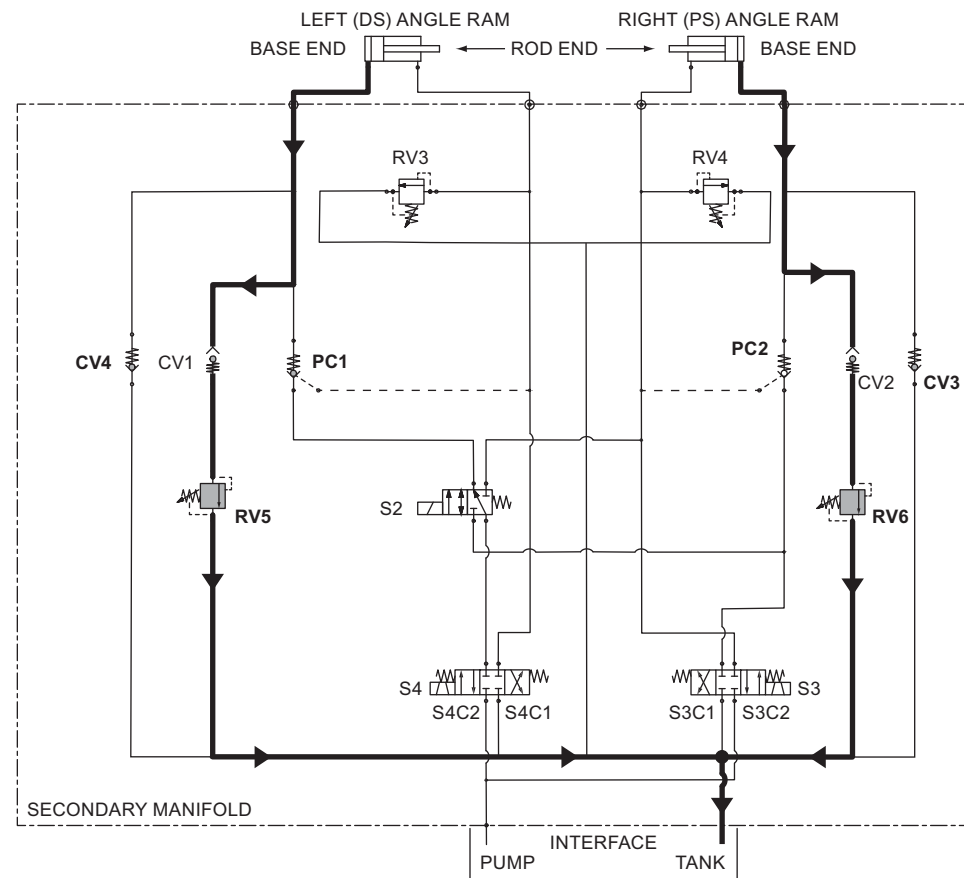 LEFT (DS) ANGLE RAM
RIGHT (PS) ANGLE RAM
BASE END
ROD END
BASE END
RV3
RV4
CV4
CV1
PC1
PC2
CV2
CV3
S2
RV5
RV6
S4
S3
S4C2
S4C1
S3C1
S3C2
SECONDARY MANIFOLD
INTERFACE
PUMP
TANK